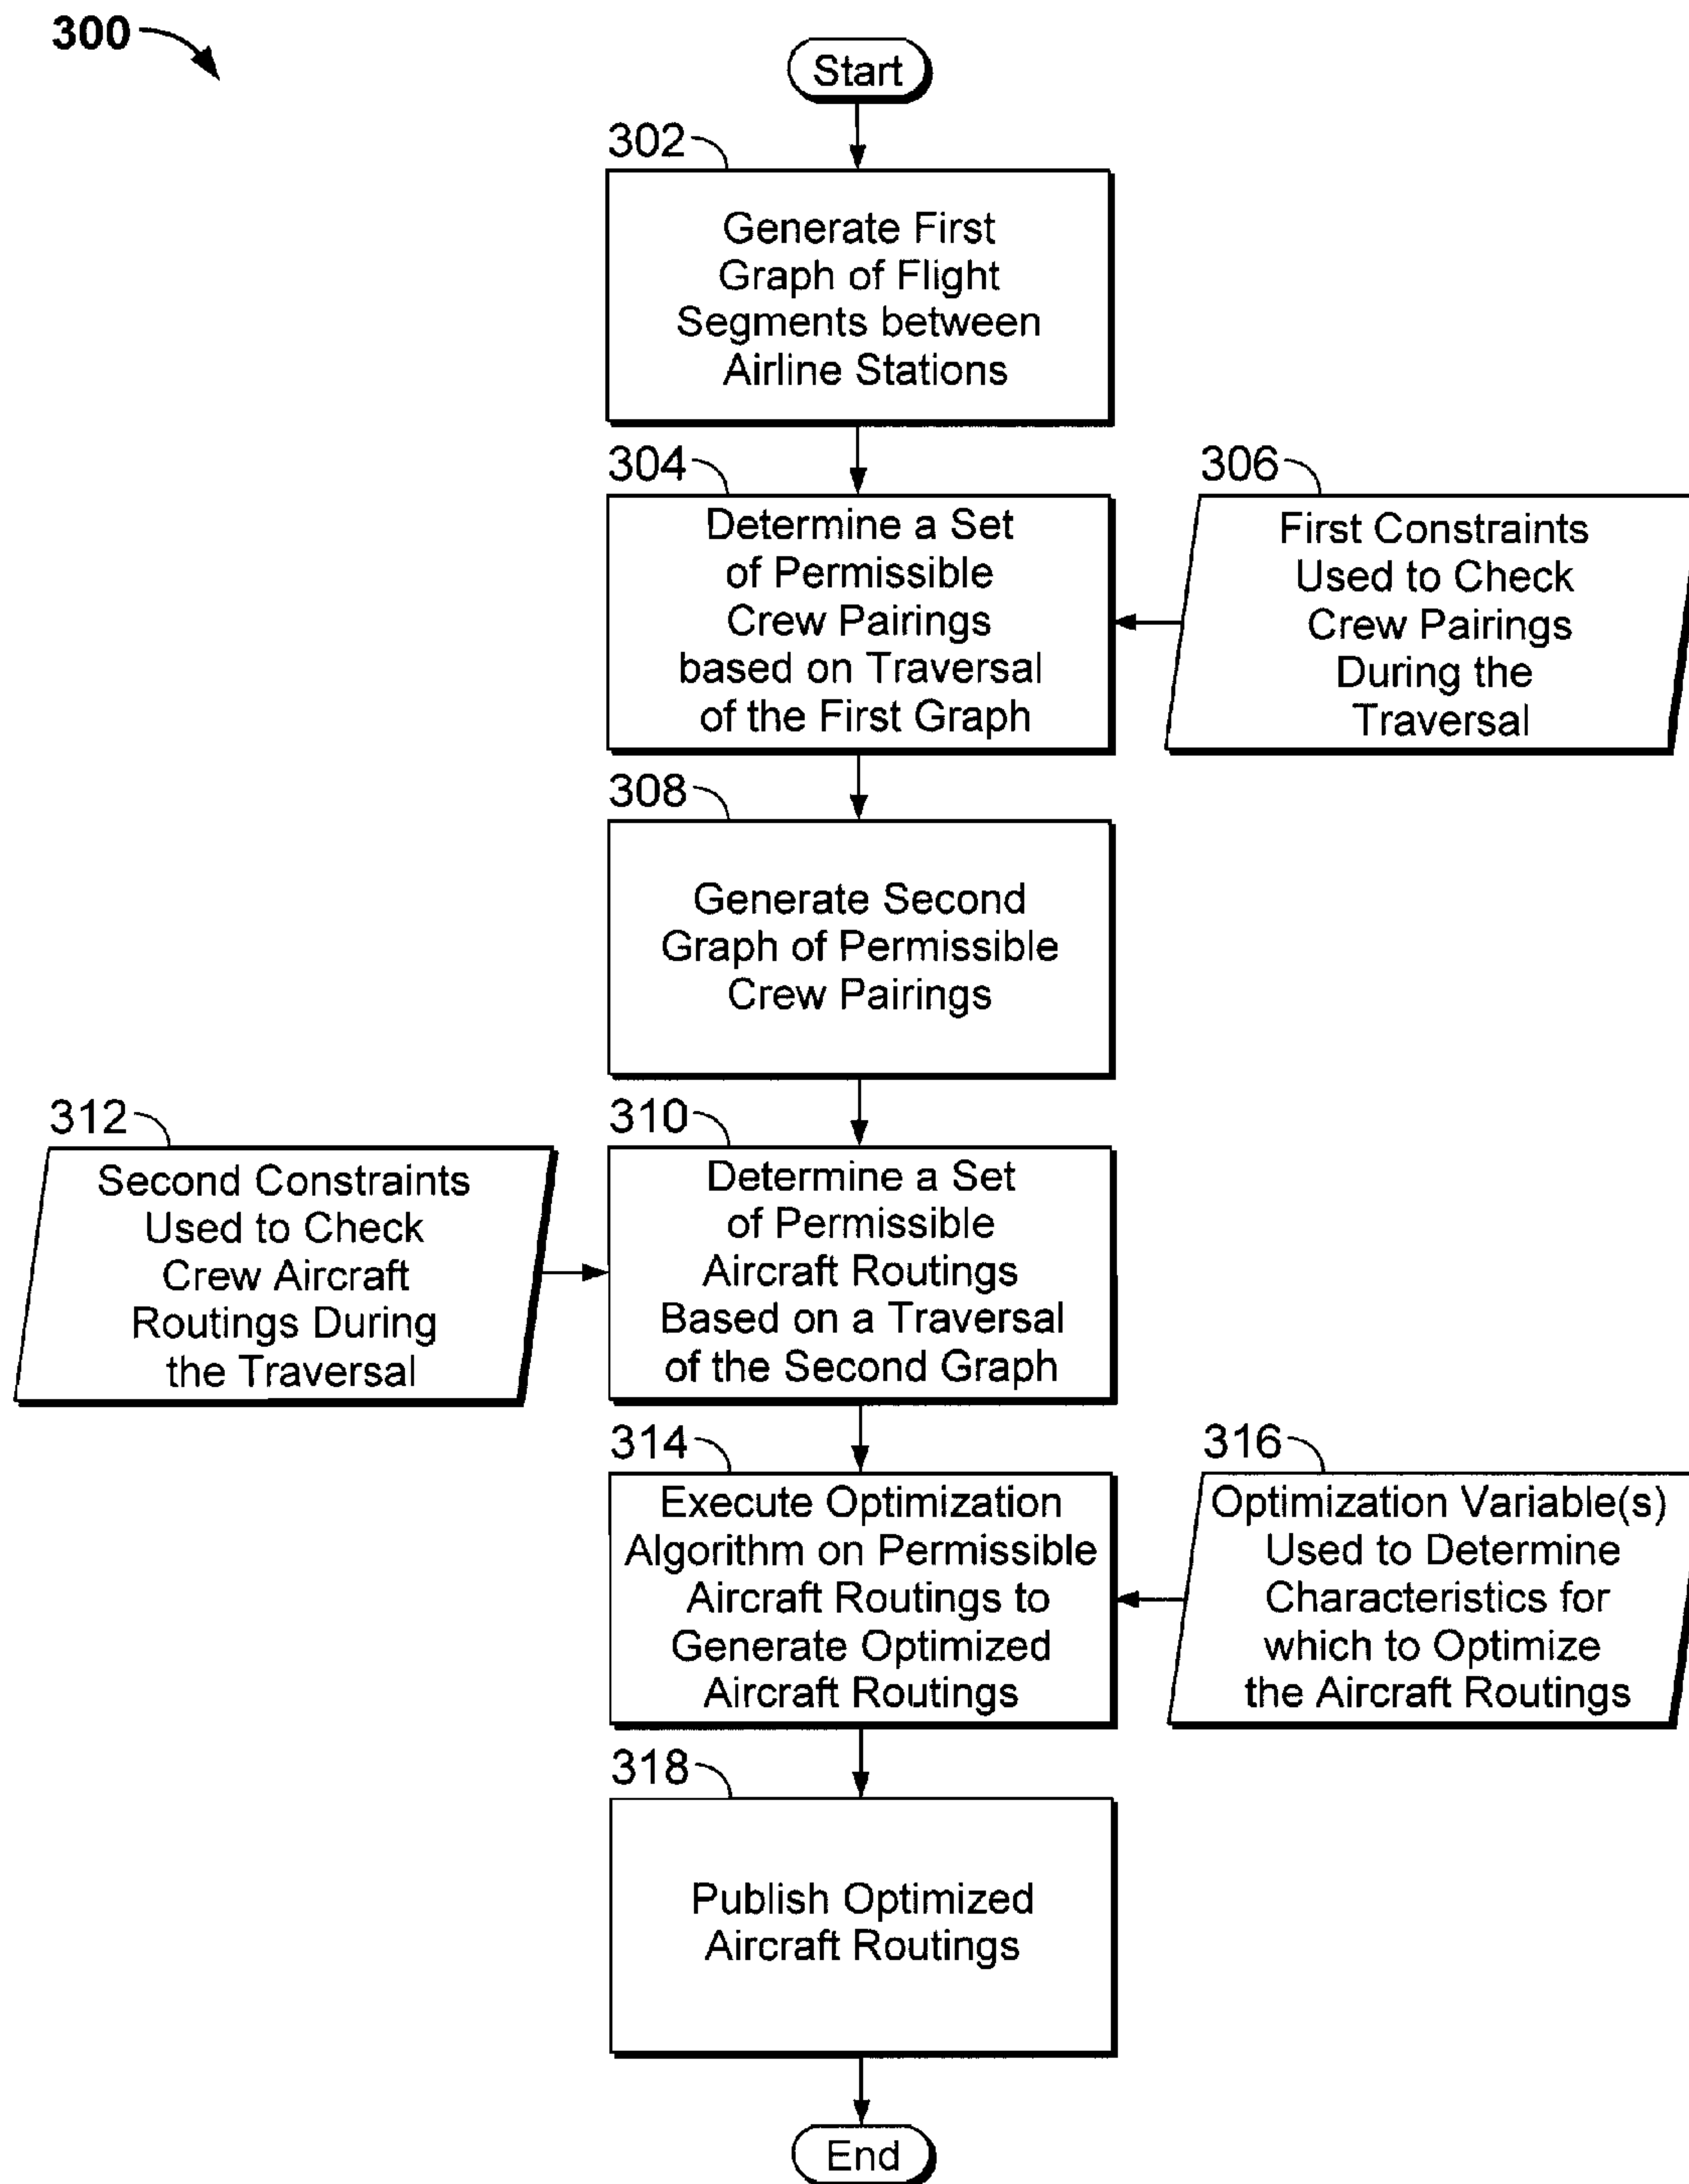 300
Start
302
Generate First
Graph of Flight
Segments between
Airline Stations
304
Determine a Set
of Permissible
Crew Pairings
based on Traversal
of the First Graph
306
First Constraints
Used to Check
Crew Pairings
During the
Traversal
308
Generate Second
Graph of Permissible
Crew Pairings
312
Second Constraints
Used to Check
Crew Aircraft
Routings During
the Traversal
310
Determine a Set
of Permissible
Aircraft Routings
Based on a Traversal
of the Second Graph
314
Execute Optimization
Algorithm on Permissible
Aircraft Routings to
Generate Optimized
Aircraft Routings
316
Optimization Variable(s)
Used to Determine
Characteristics for
which to Optimize
the Aircraft Routings
318
Publish Optimized
Aircraft Routings
End